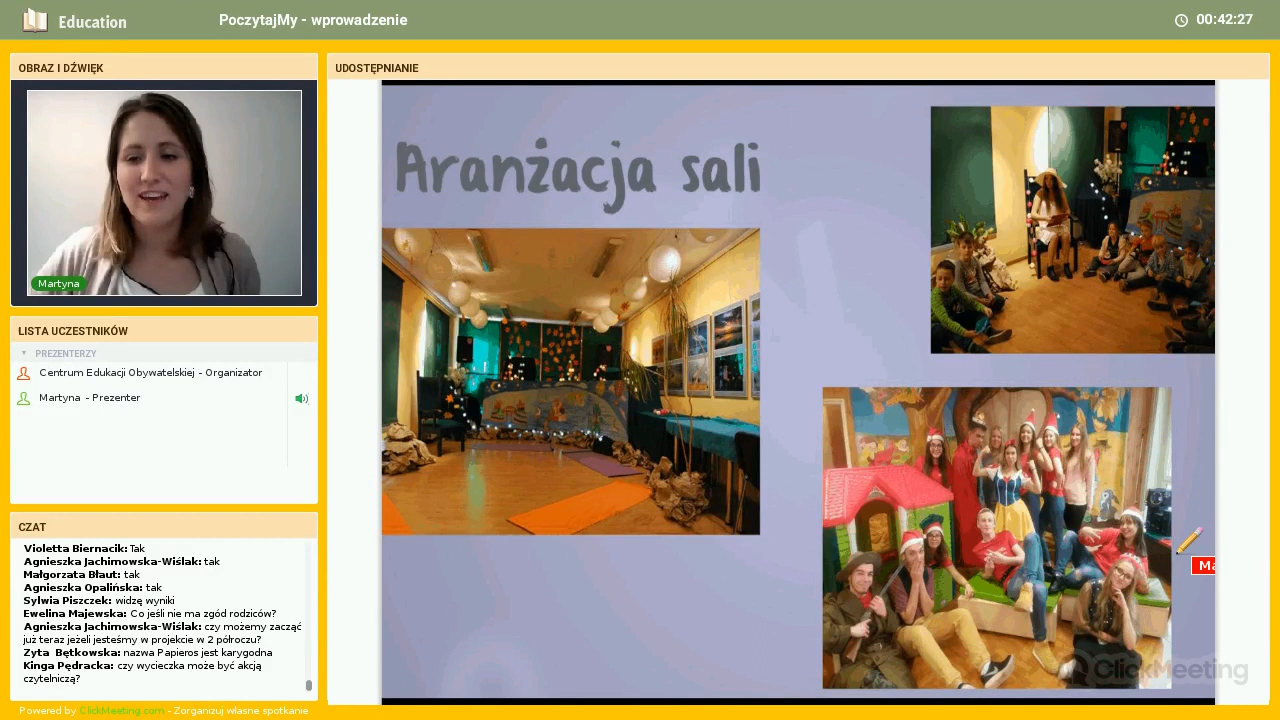 Education
PoczytajMy - wprowadzenie
00:42:27
OBRAZ I DŹWIĘK
Martyna
LISTA UCZESTNIKÓW
PREZENTERZY
Centrum Edukacji Obywatelskiej - Organizator
Martyna - Prezenter
CZAT
Violetta Biernacik: Tak
Agnieszka Jachimowska-Wiślak: tak
Małgorzata Błaut: tak
Agnieszka Opalińska: tak
Sylwia Piszczek: widzę wyniki
Ewelina Majewska: Co jeśli nie ma zgód rodziców?
Agnieszka Jachimowska-Wiślak: czy możemy zacząć
już teraz jeżeli jesteśmy w projekcie w 2 półroczu?
Zyta Bętkowska: nazwa Papieros jest karygodna
Kinga Pędracka: czy wycieczka może być akcją
czytelniczą?
Powered by ClickMeeting.com - Zorganizuj własne spotkanie
UDOSTĘPNIANIE
Aranżacja sali
Ma
ClickMeeting